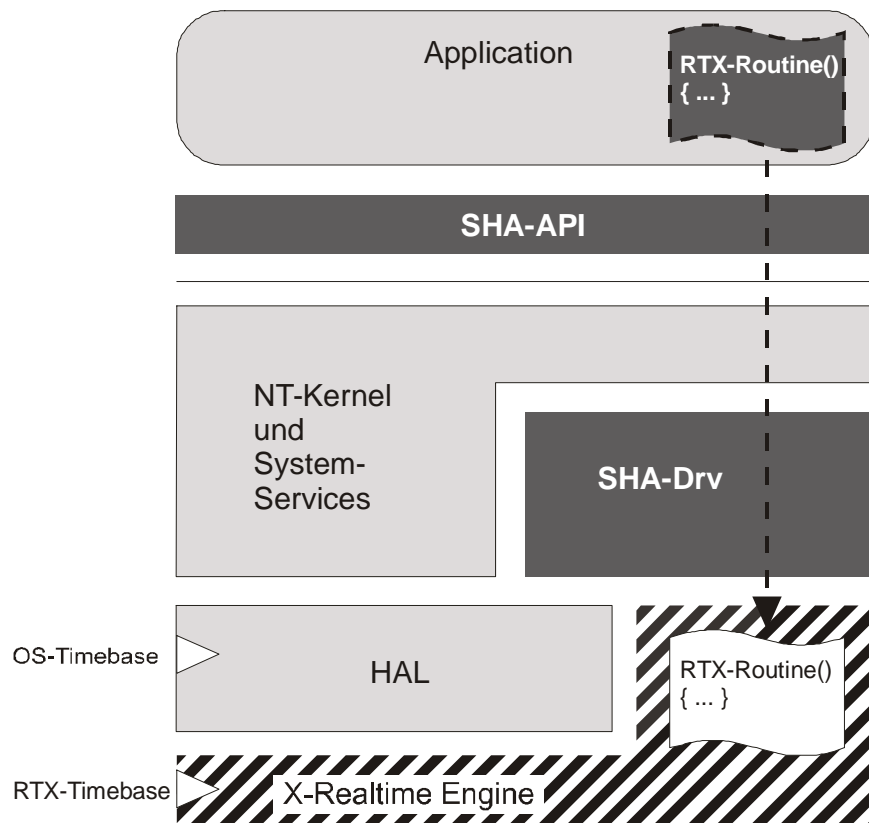 Application
RTX-Routine()
{ ... }
SHA-API
NT-Kernel
und
System-
Services
SHA-Drv
OS-Timebase
HAL
RTX-Routine()
{ ... }
RTX-Timebase
X-Realtime Engine